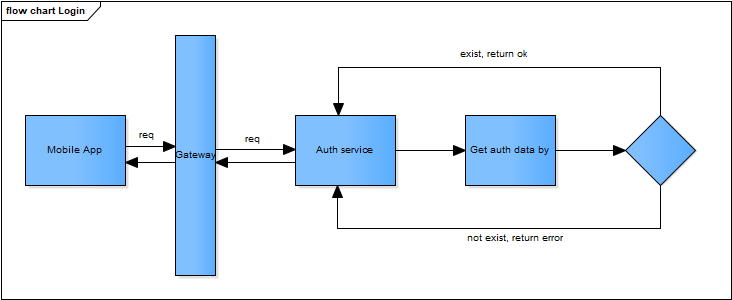 flow chart Login
exist, return ok
req
req
Mobile App
Gateway
Auth service
Get auth data by
not exist, return error